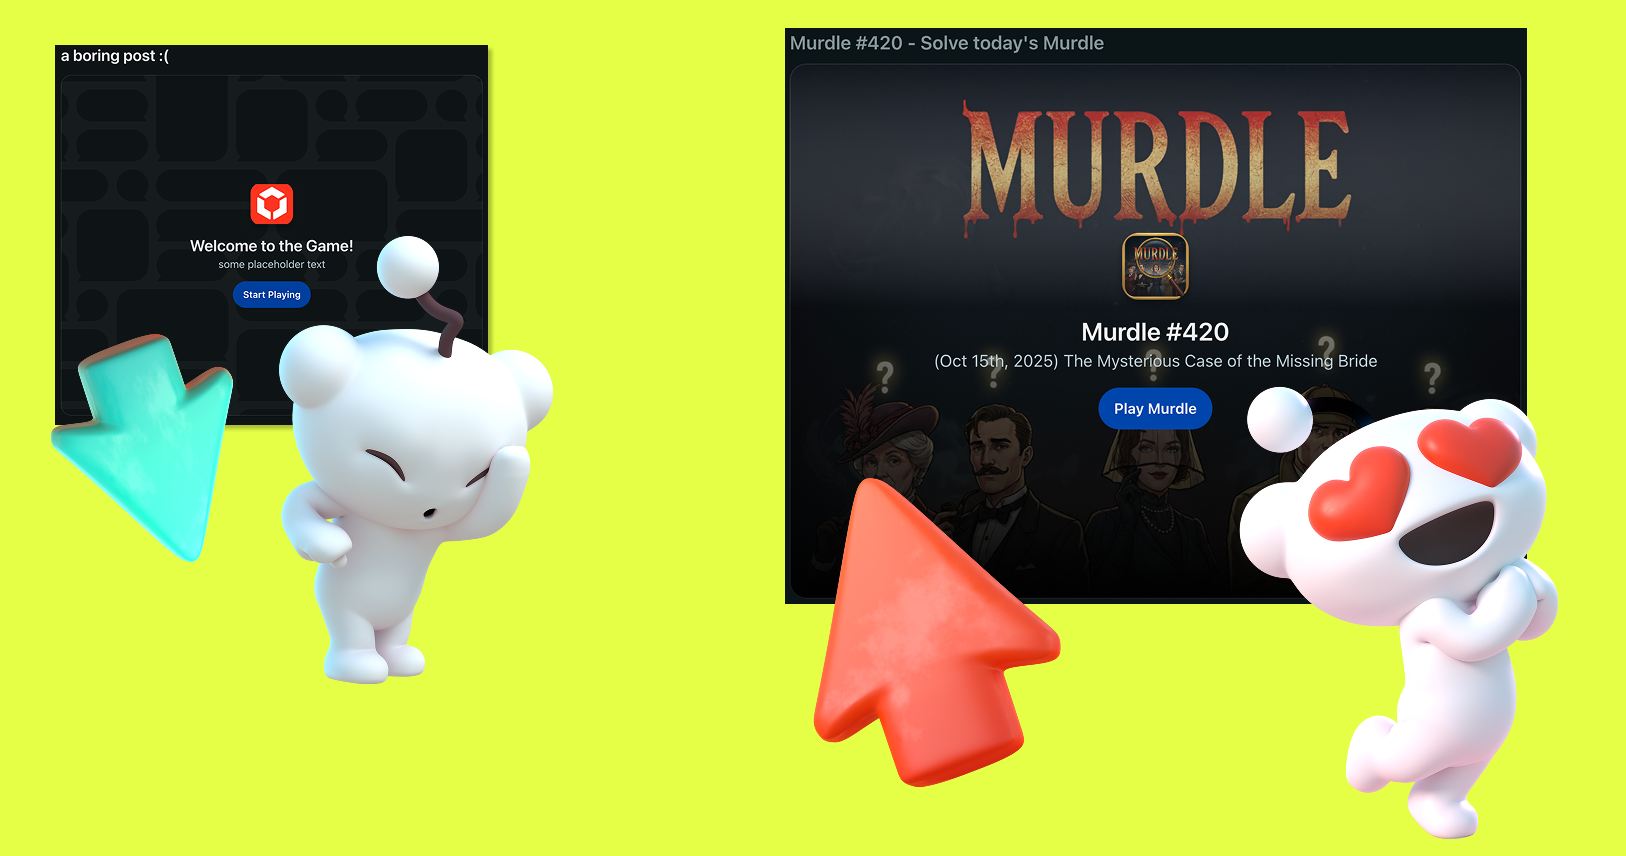 a boring post :(
Welcome to the Game!
some placeholder text
Start Playing
Murdle #420 - Solve today's Murdle
MURDLE
MURDLE
Murdle #420
(Oct 15th, 2025) The Mysterious Case of the Missing Bride
Play Murdle
? ? ? ? ?